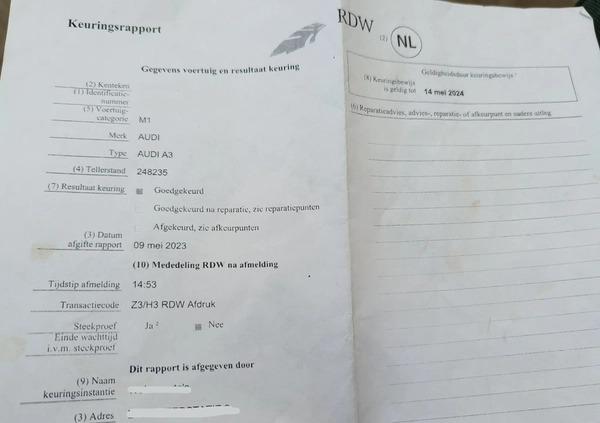 Keuringsrapport
Gegevens voertuig en resultaat keuring
(2) Kenteken
(1) Identificatie-
nummer
(5) Voertuig-
categorie M1
Merk AUDI
Type AUDI A3
(4) Tellerstand 248235
(7) Resultaat keuring Goedgekeurd
Goedgekeurd na reparatie, zie reparatiepunten
Afgekeurd, zie afkeurpunten
(3) Datum
afgifte rapport 09 mei 2023
(10) Mededeling RDW na afmelding
Tijdstip afmelding 14:53
Transactiecode Z3/H3 RDW Afdruk
Steekproef Ja ² Nee
Einde wachttijd
i.v.m. steekproef
Dit rapport is afgegeven door
(9) Naam
keuringsinstantie
(3) Adres
RDW (2) NL
Geldigheidsduur keuringsbewijs ¹
(8) Keuringsbewijs
is geldig tot 14 mei 2024
(6) Reparatieadvies, advies-, reparatie- of afkeurpunt en nadere uitleg